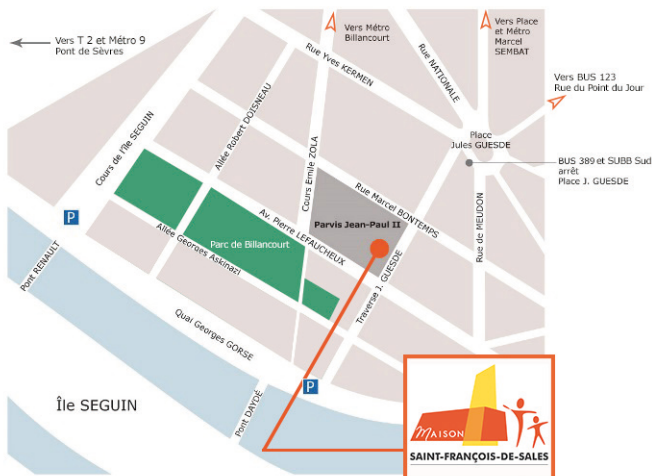 Vers T 2 et Métro 9
Pont de Sèvres
Vers Métro
Billancourt
Vers Place
et Métro
Marcel
SEMBAT
Rue Yves KERMEN
Rue NATIONALE
Vers BUS 123
Rue du Point du Jour
Allée Robert DOISNEAU
Cours de l'île SEGUIN
Cours Emile ZOLA
Place
Jules GUESDE
BUS 389 et SUBB Sud
arrêt
Place J. GUESDE
Rue Marcel BONTEMPS
Rue de MEUDON
P
Parvis Jean-Paul II
Av. Pierre LEFAUCHEUX
Parc de Billancourt
Allée Georges Askinazi
Traverse J. GUESDE
Pont RENAULT
Quai Georges GORSE
P
Île SEGUIN
Pont DAYDÉ
MAISON
SAINT-FRANÇOIS-DE-SALES